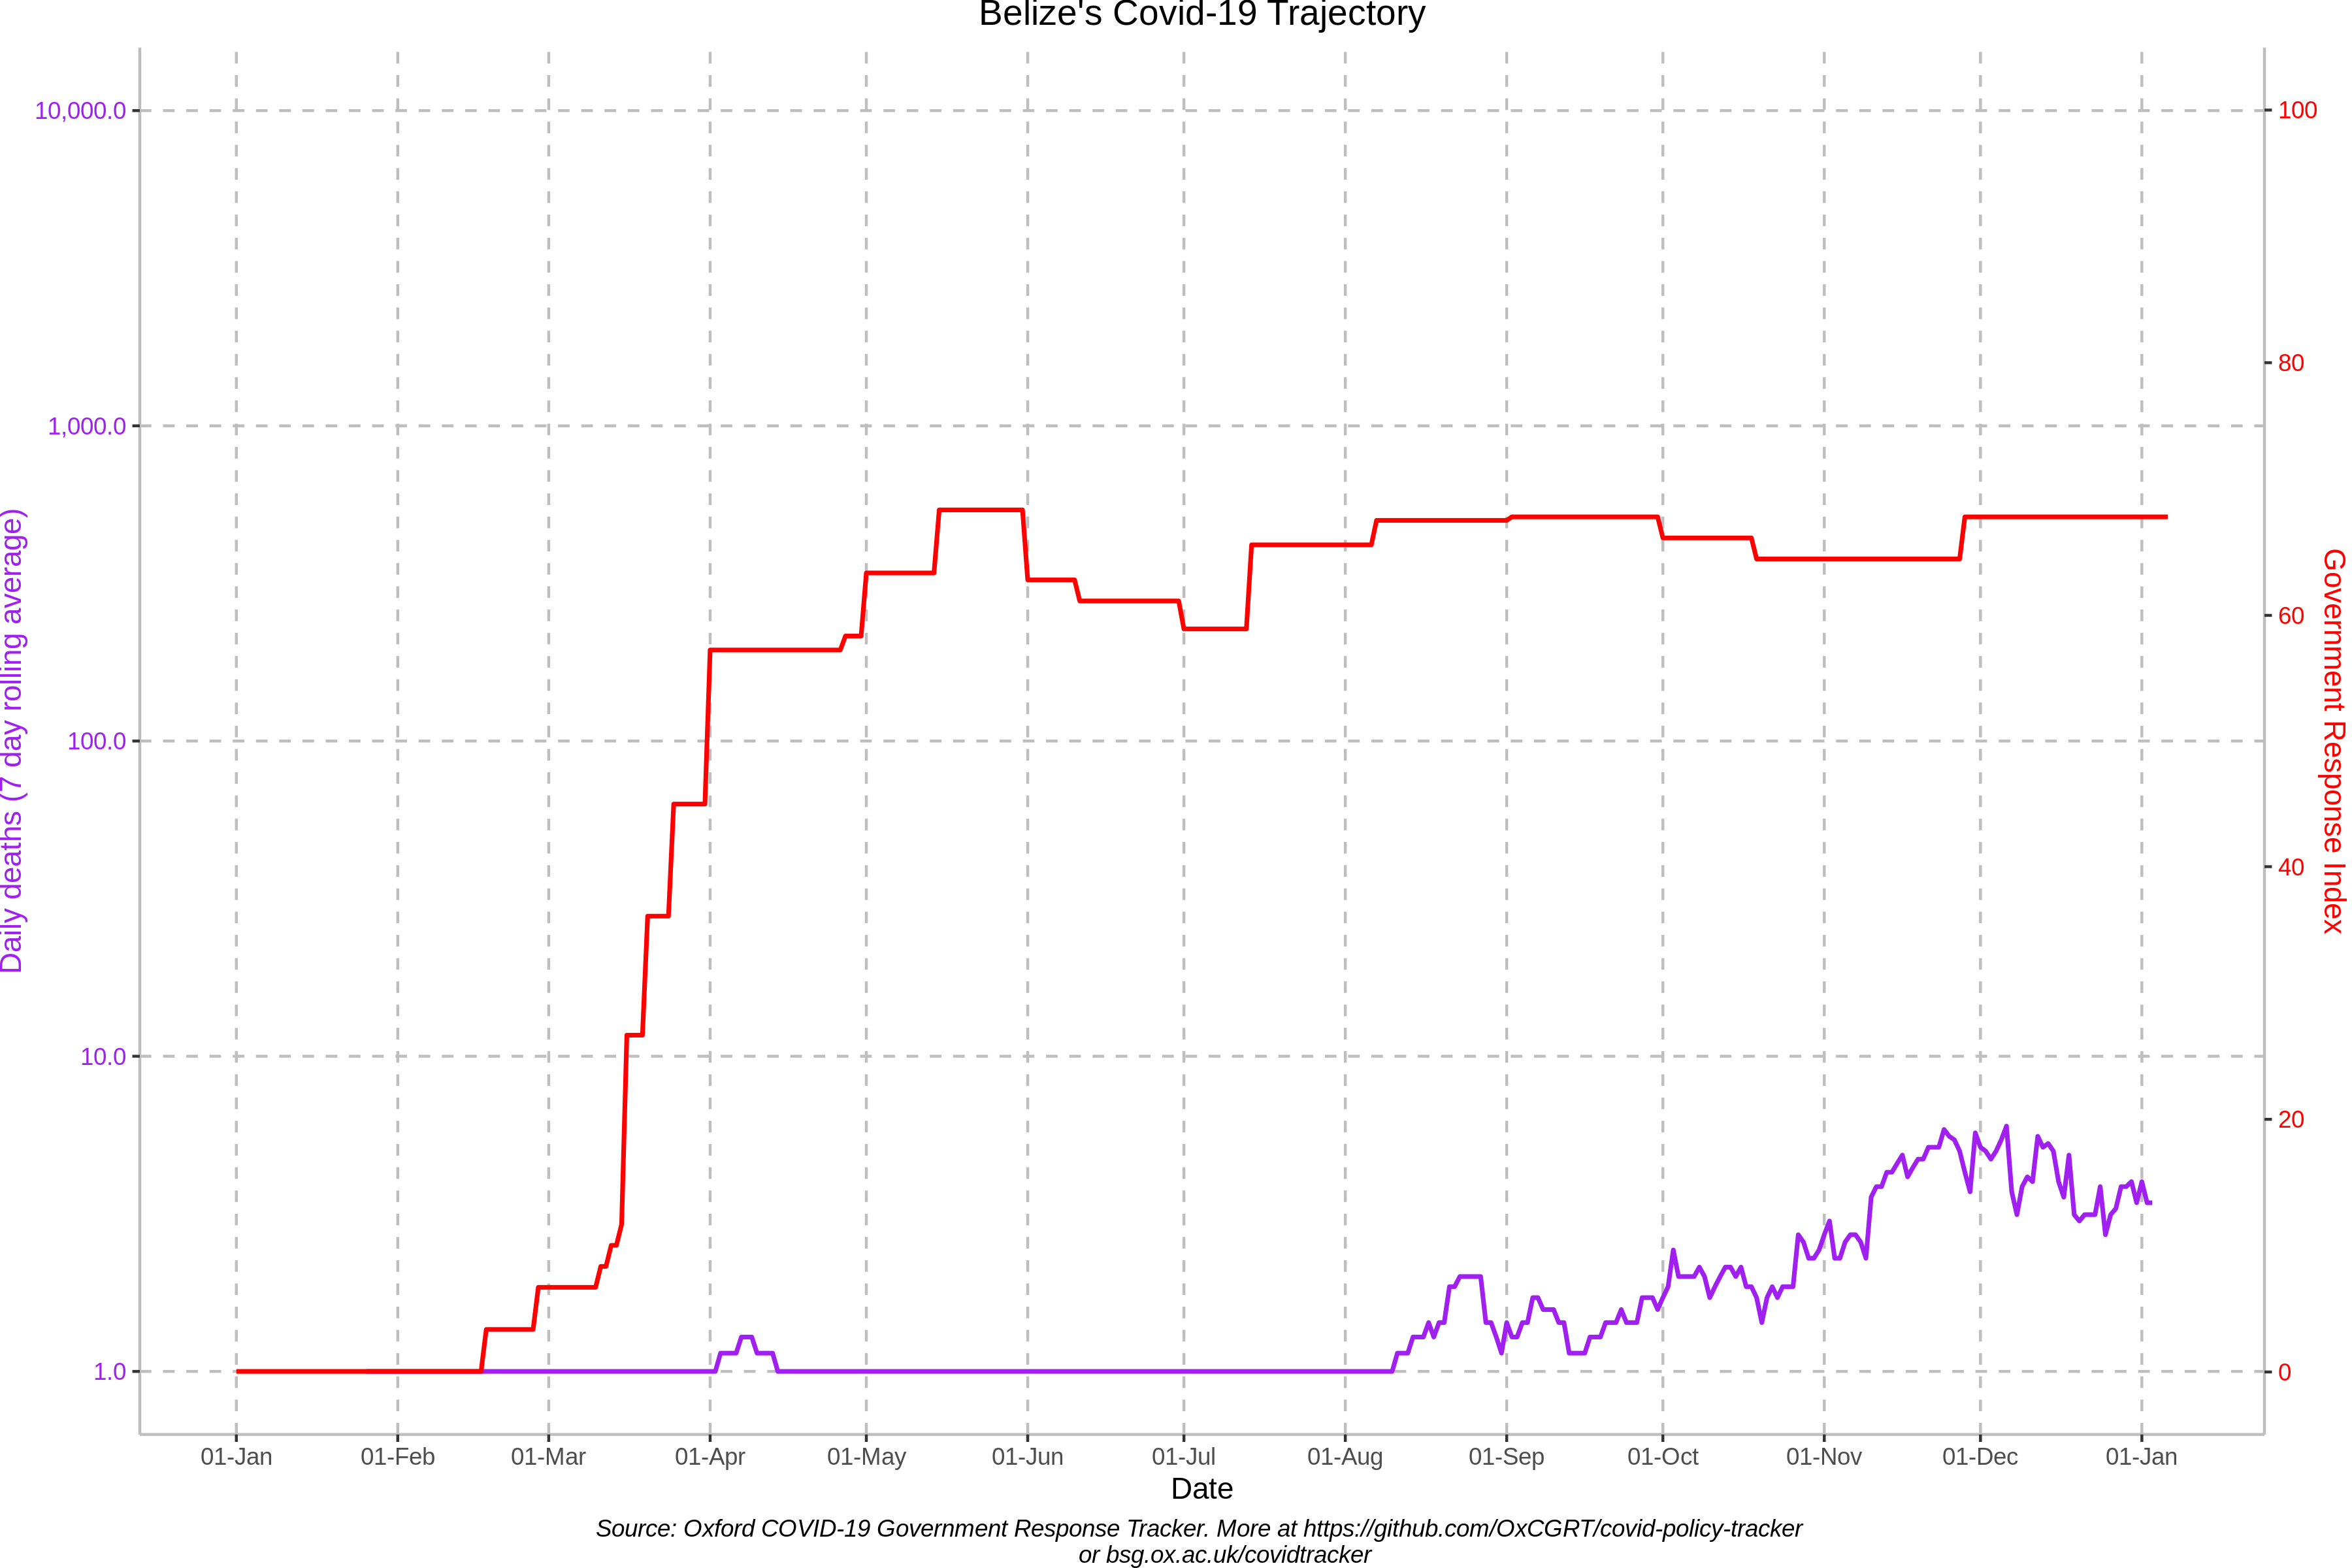 Belize's Covid-19 Trajectory
10,000.0
1,000.0
100.0
10.0
1.0
Daily deaths (7 day rolling average)
100
80
60
40
20
0
Government Response Index
01-Jan
01-Feb
01-Mar
01-Apr
01-May
01-Jun
01-Jul
01-Aug
01-Sep
01-Oct
01-Nov
01-Dec
01-Jan
Date
Source: Oxford COVID-19 Government Response Tracker. More at https://github.com/OxCGRT/covid-policy-tracker
or bsg.ox.ac.uk/covidtracker